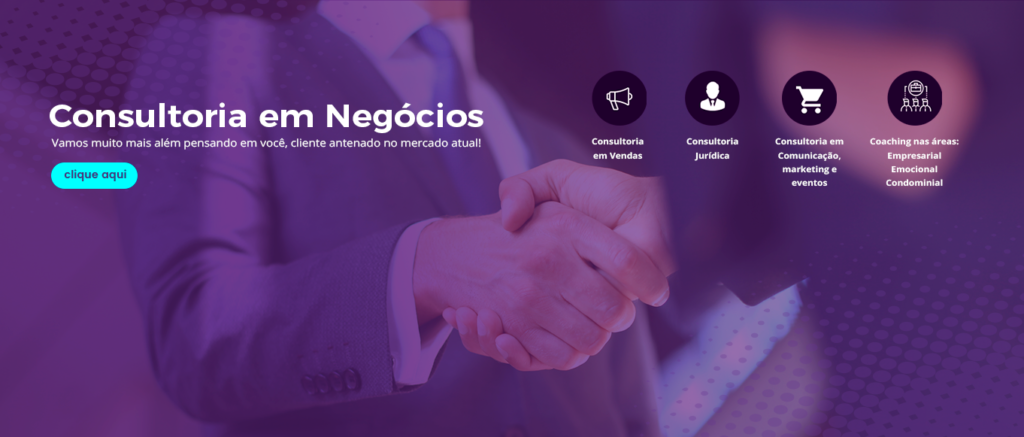 Consultoria em Negócios
Vamos muito mais além pensando em você, cliente antenado no mercado atual!
clique aqui
Consultoria
em Vendas
Consultoria
Jurídica
Consultoria em
Comunicação,
marketing e
eventos
Coaching nas áreas:
Empresarial
Emocional
Condominial